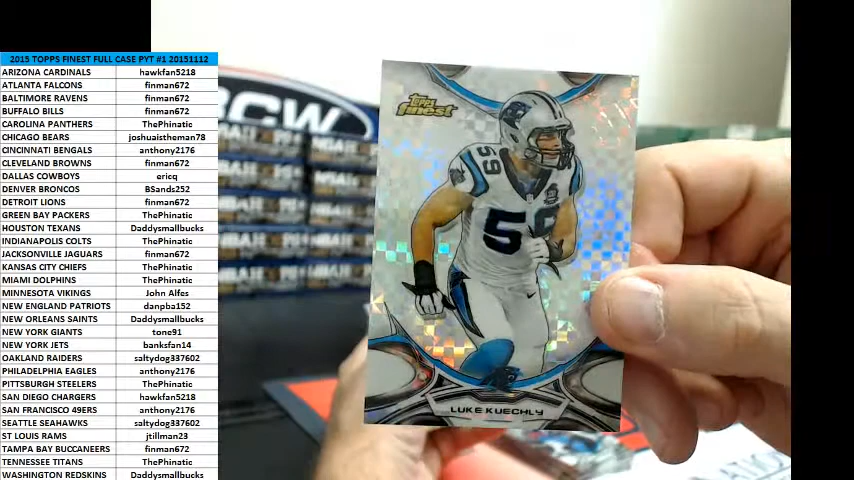 2015 TOPPS FINEST FULL CASE PYT #1 20151112
ARIZONA CARDINALS hawkfan5218
ATLANTA FALCONS finman672
BALTIMORE RAVENS finman672
BUFFALO BILLS finman672
CAROLINA PANTHERS ThePhinatic
CHICAGO BEARS joshuaistheman78
CINCINNATI BENGALS anthony2176
CLEVELAND BROWNS finman672
DALLAS COWBOYS ericq
DENVER BRONCOS BSands252
DETROIT LIONS finman672
GREEN BAY PACKERS ThePhinatic
HOUSTON TEXANS Daddysmallbucks
INDIANAPOLIS COLTS ThePhinatic
JACKSONVILLE JAGUARS finman672
KANSAS CITY CHIEFS ThePhinatic
MIAMI DOLPHINS ThePhinatic
MINNESOTA VIKINGS John Alfes
NEW ENGLAND PATRIOTS danpba152
NEW ORLEANS SAINTS Daddysmallbucks
NEW YORK GIANTS tone91
NEW YORK JETS banksfan14
OAKLAND RAIDERS saltydog337602
PHILADELPHIA EAGLES anthony2176
PITTSBURGH STEELERS ThePhinatic
SAN DIEGO CHARGERS hawkfan5218
SAN FRANCISCO 49ERS anthony2176
SEATTLE SEAHAWKS saltydog337602
ST LOUIS RAMS jtillman23
TAMPA BAY BUCCANEERS finman672
TENNESSEE TITANS ThePhinatic
WASHINGTON REDSKINS Daddysmallbucks
BCW
Topps
finest
59
59
LUKE KUECHLY